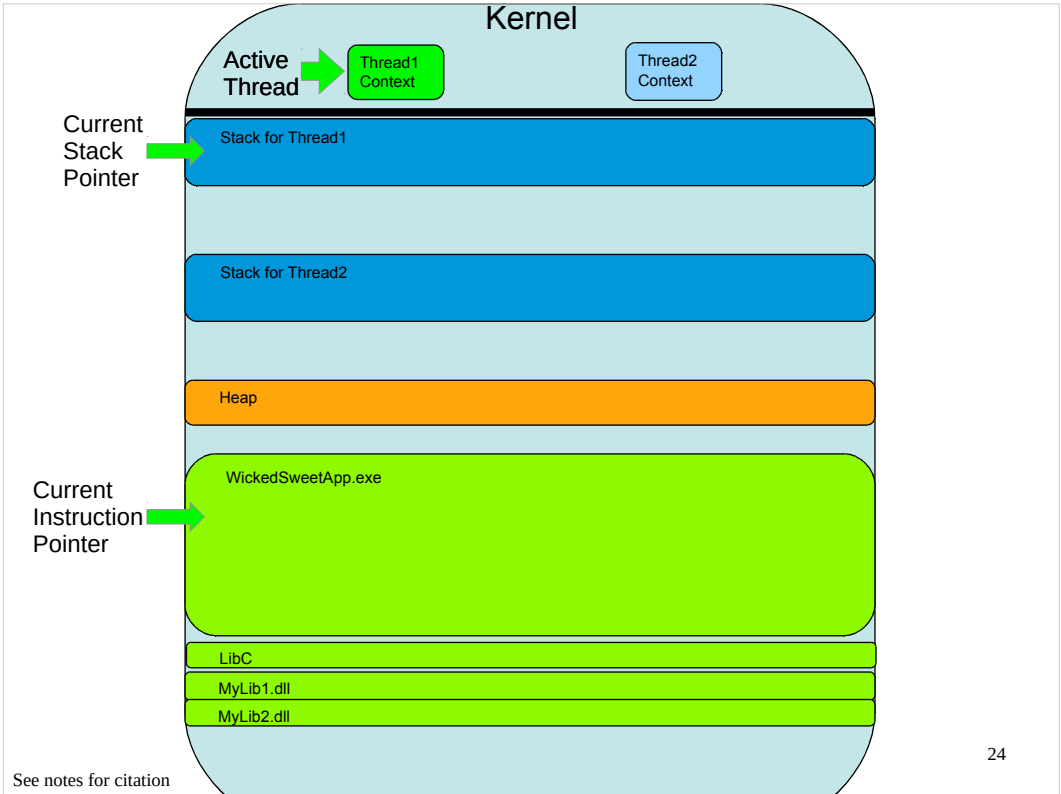 Kernel
Active
Thread
Thread1
Context
Thread2
Context
Current
Stack
Pointer
Stack for Thread1
Stack for Thread2
Heap
WickedSweetApp.exe
Current
Instruction
Pointer
LibC
MyLib1.dll
MyLib2.dll
24
See notes for citation